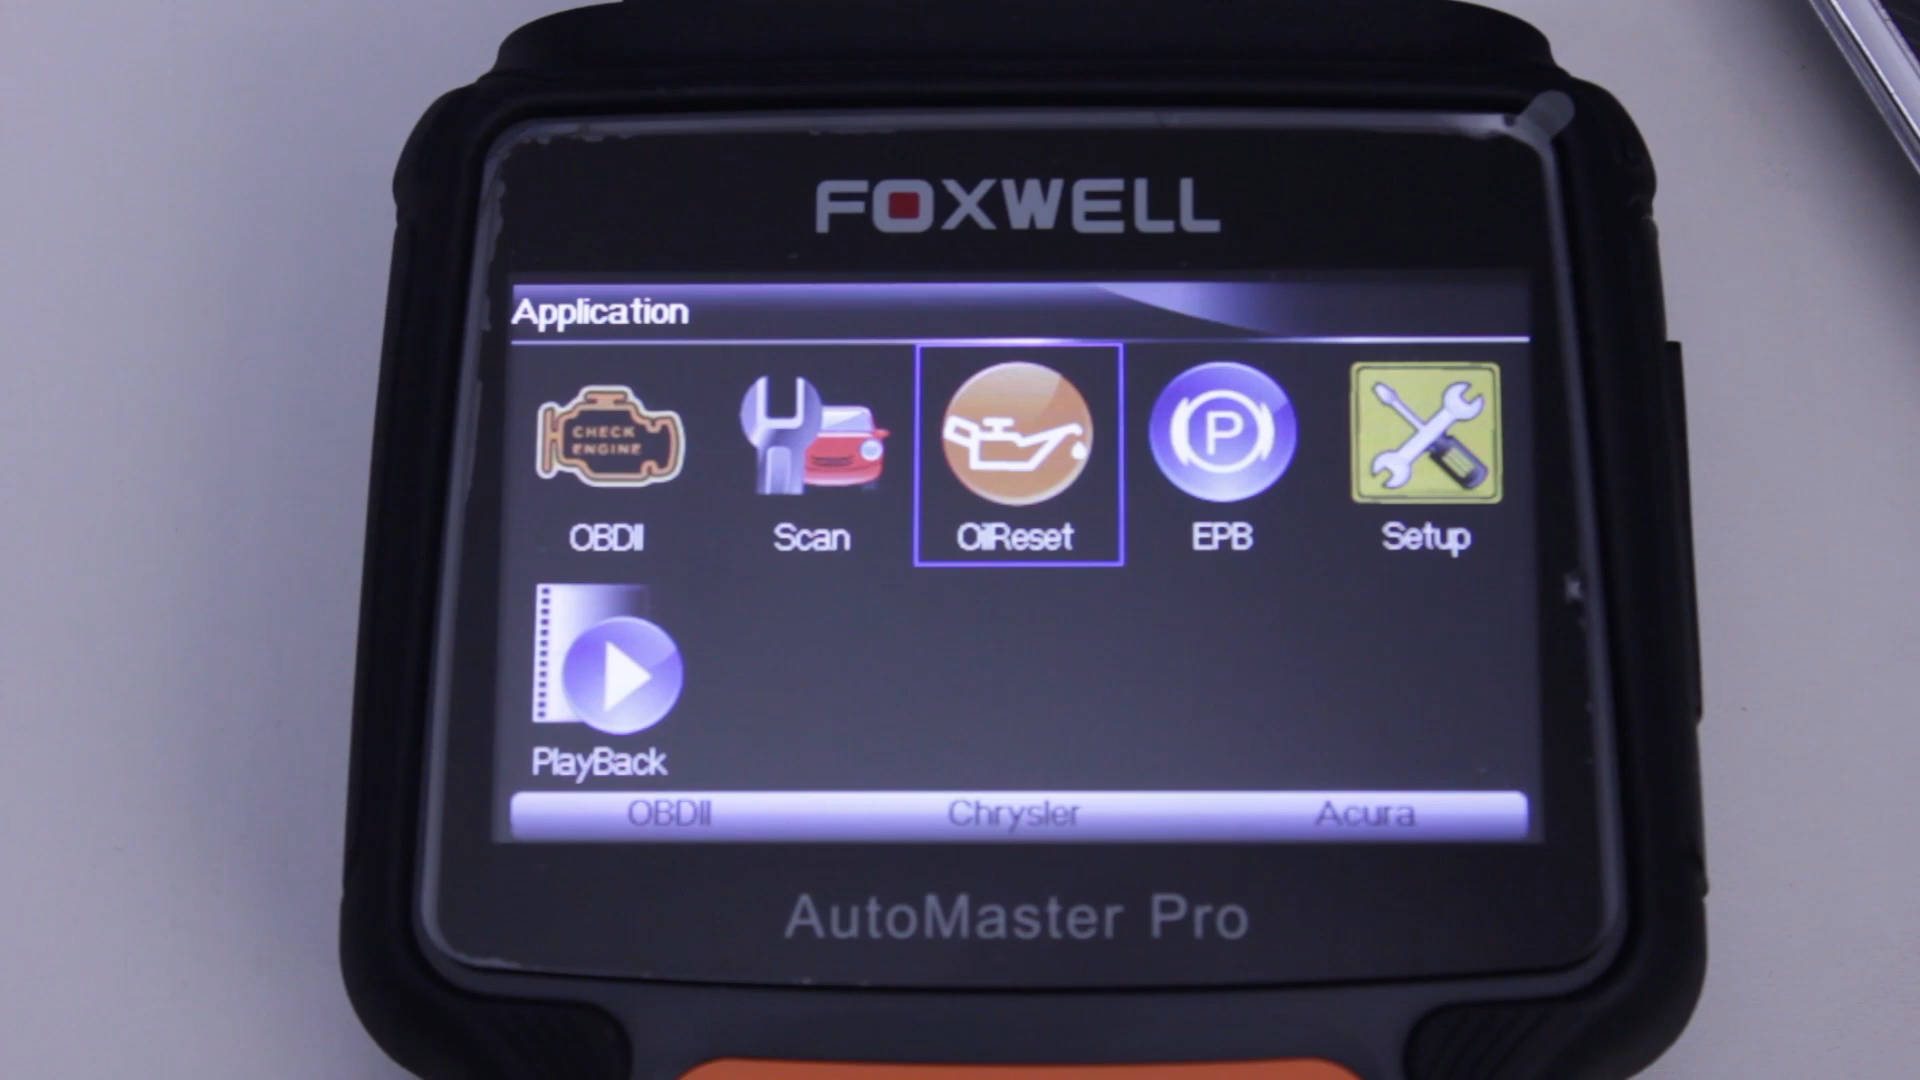 FOXWELL
Application
CHECK
ENGINE
P
OBDII Scan OilReset EPB Setup
PlayBack
OBDII Chrysler Acura
AutoMaster Pro